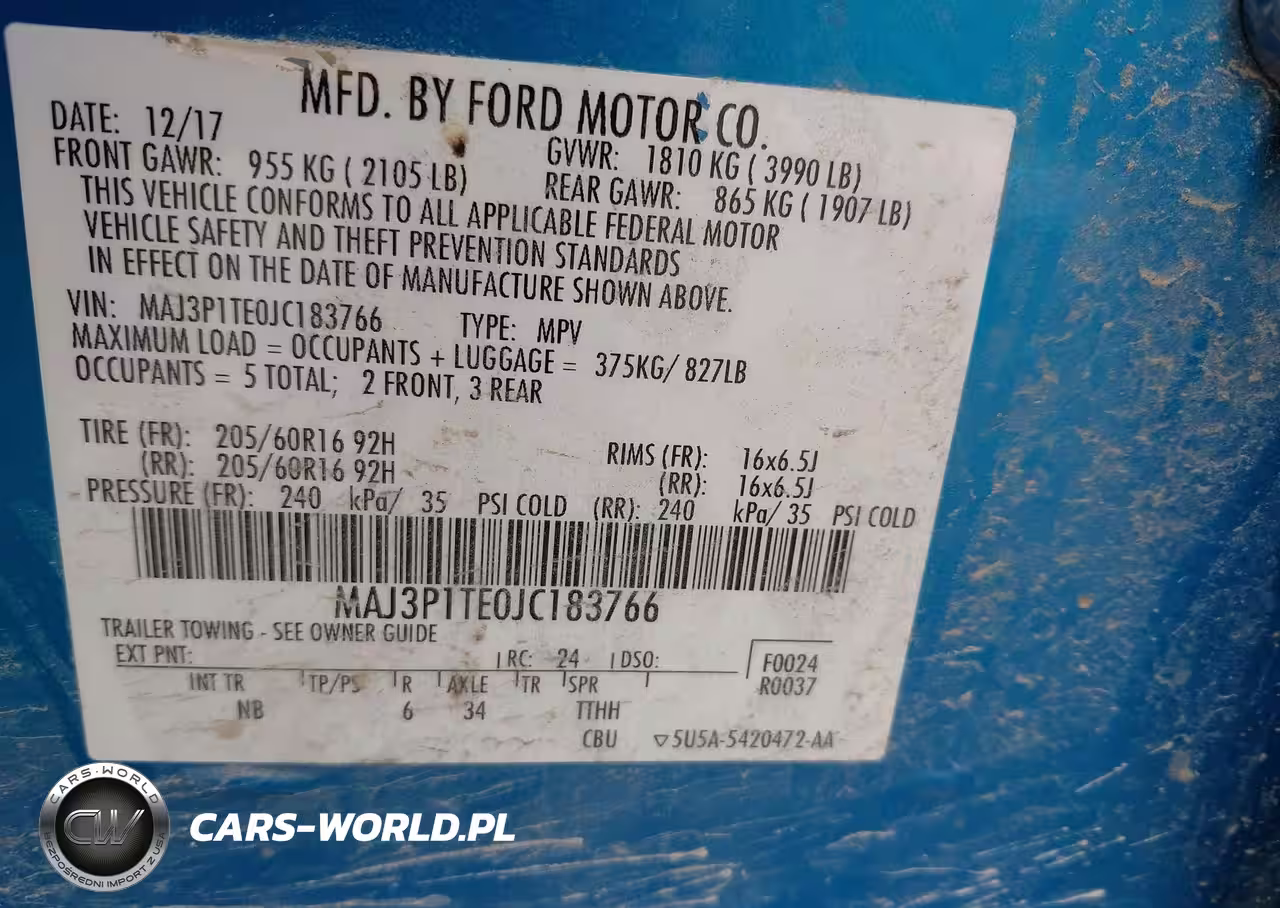 MFD. BY FORD MOTOR CO.
DATE: 12/17
GVWR: 1810 KG ( 3990 LB)
FRONT GAWR: 955 KG ( 2105 LB)
REAR GAWR: 865 KG ( 1907 LB)
THIS VEHICLE CONFORMS TO ALL APPLICABLE FEDERAL MOTOR
VEHICLE SAFETY AND THEFT PREVENTION STANDARDS
IN EFFECT ON THE DATE OF MANUFACTURE SHOWN ABOVE.
VIN: MAJ3P1TE0JC183766 TYPE: MPV
MAXIMUM LOAD = OCCUPANTS + LUGGAGE = 375KG/ 827LB
OCCUPANTS = 5 TOTAL; 2 FRONT, 3 REAR
TIRE (FR): 205/60R16 92H RIMS (FR): 16x6.5J
(RR): 205/60R16 92H (RR): 16x6.5J
PRESSURE (FR): 240 kPa/ 35 PSI COLD (RR): 240 kPa/ 35 PSI COLD
MAJ3P1TE0JC183766
TRAILER TOWING - SEE OWNER GUIDE
EXT PNT: RC: 24 DSO: F0024
R0037
INT TR TP/PS R AXLE TR SPR
NB 6 34 TTHH
CBU ▽5U5A-5420472-AA
CARS-WORLD
CW
BEZPOŚREDNI IMPORT Z USA
CARS-WORLD.PL